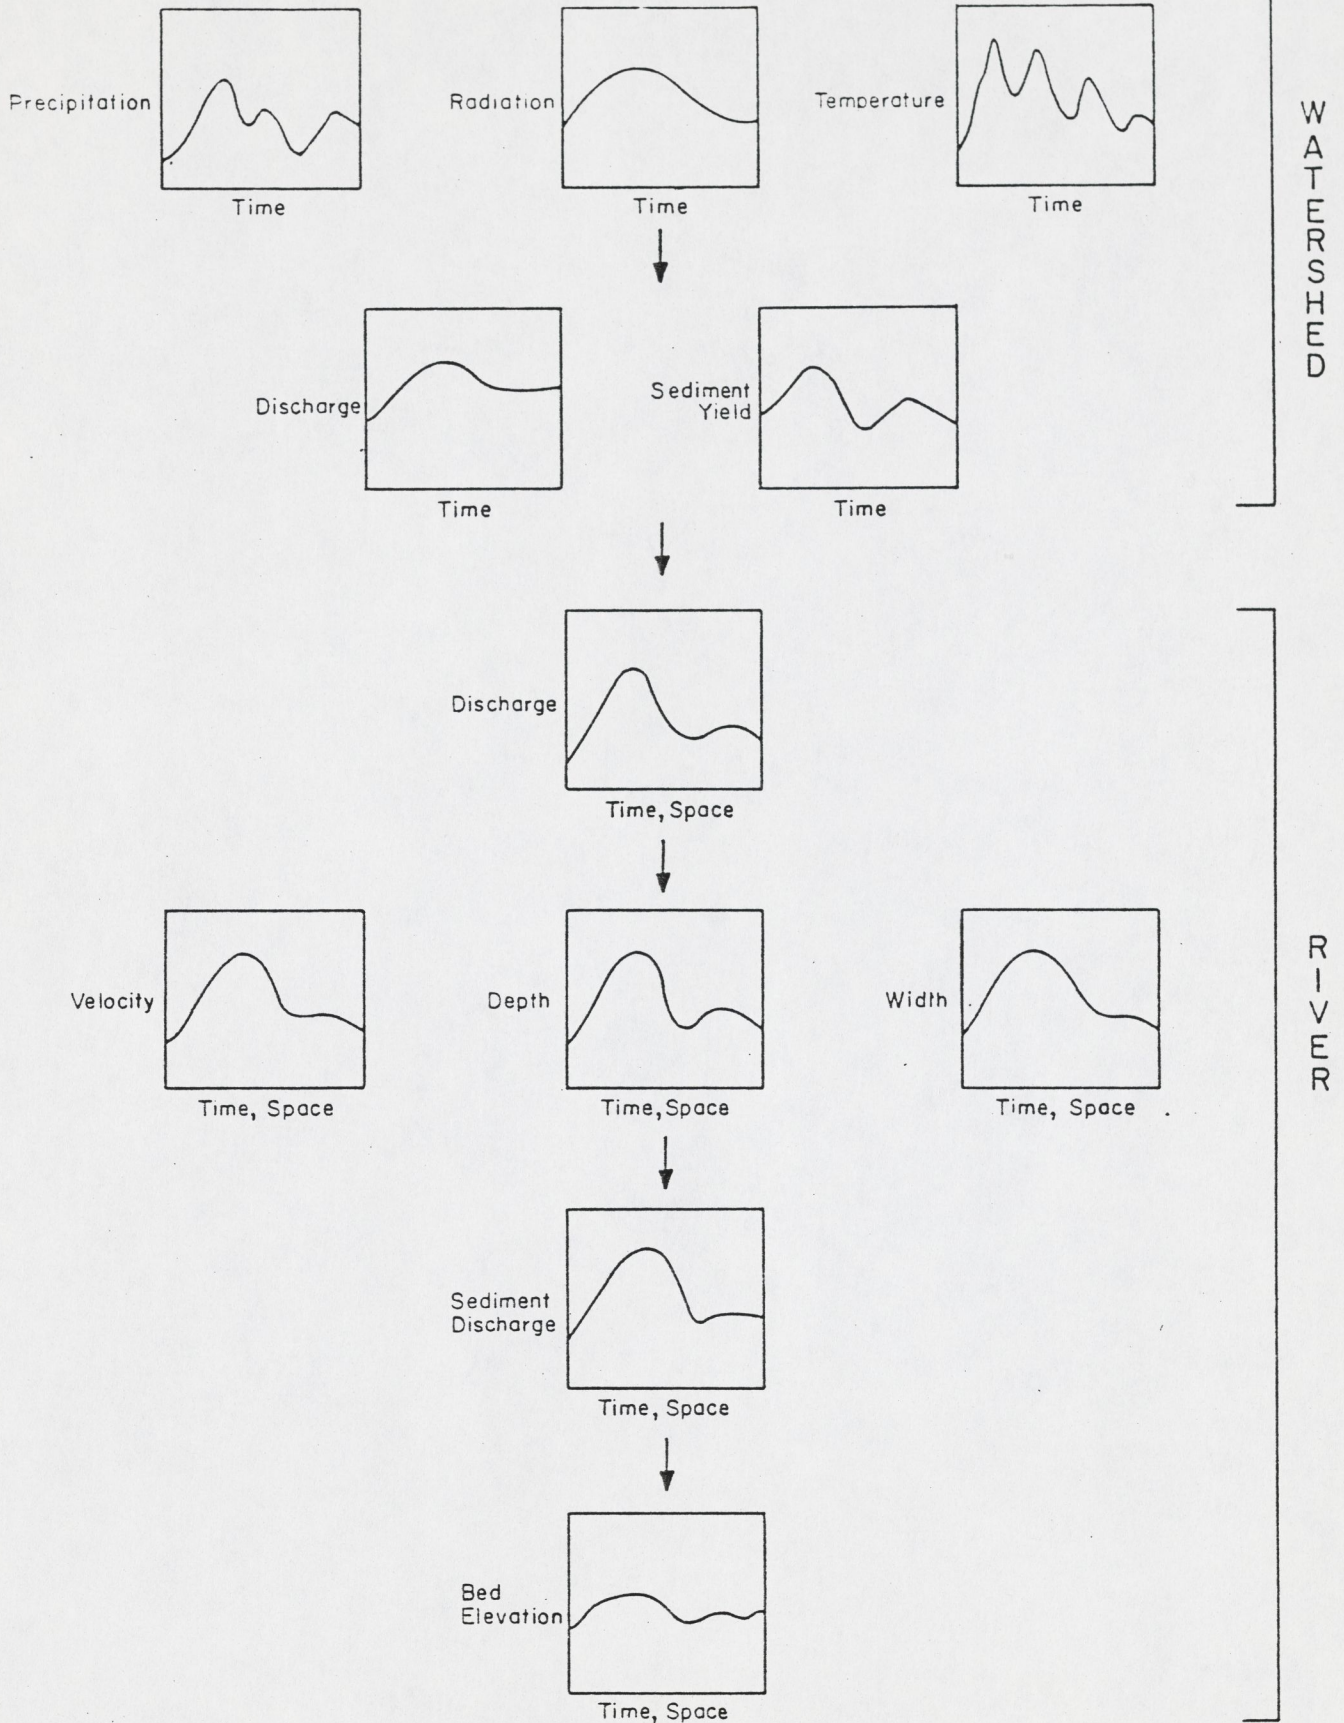 Precipitation
Time
Radiation
Time
Temperature
Time
Discharge
Time
Sediment
Yield
Time
WATERSHED
Discharge
Time, Space
Velocity
Time, Space
Depth
Time, Space
Width
Time, Space
Sediment
Discharge
Time, Space
Bed
Elevation
Time, Space
RIVER